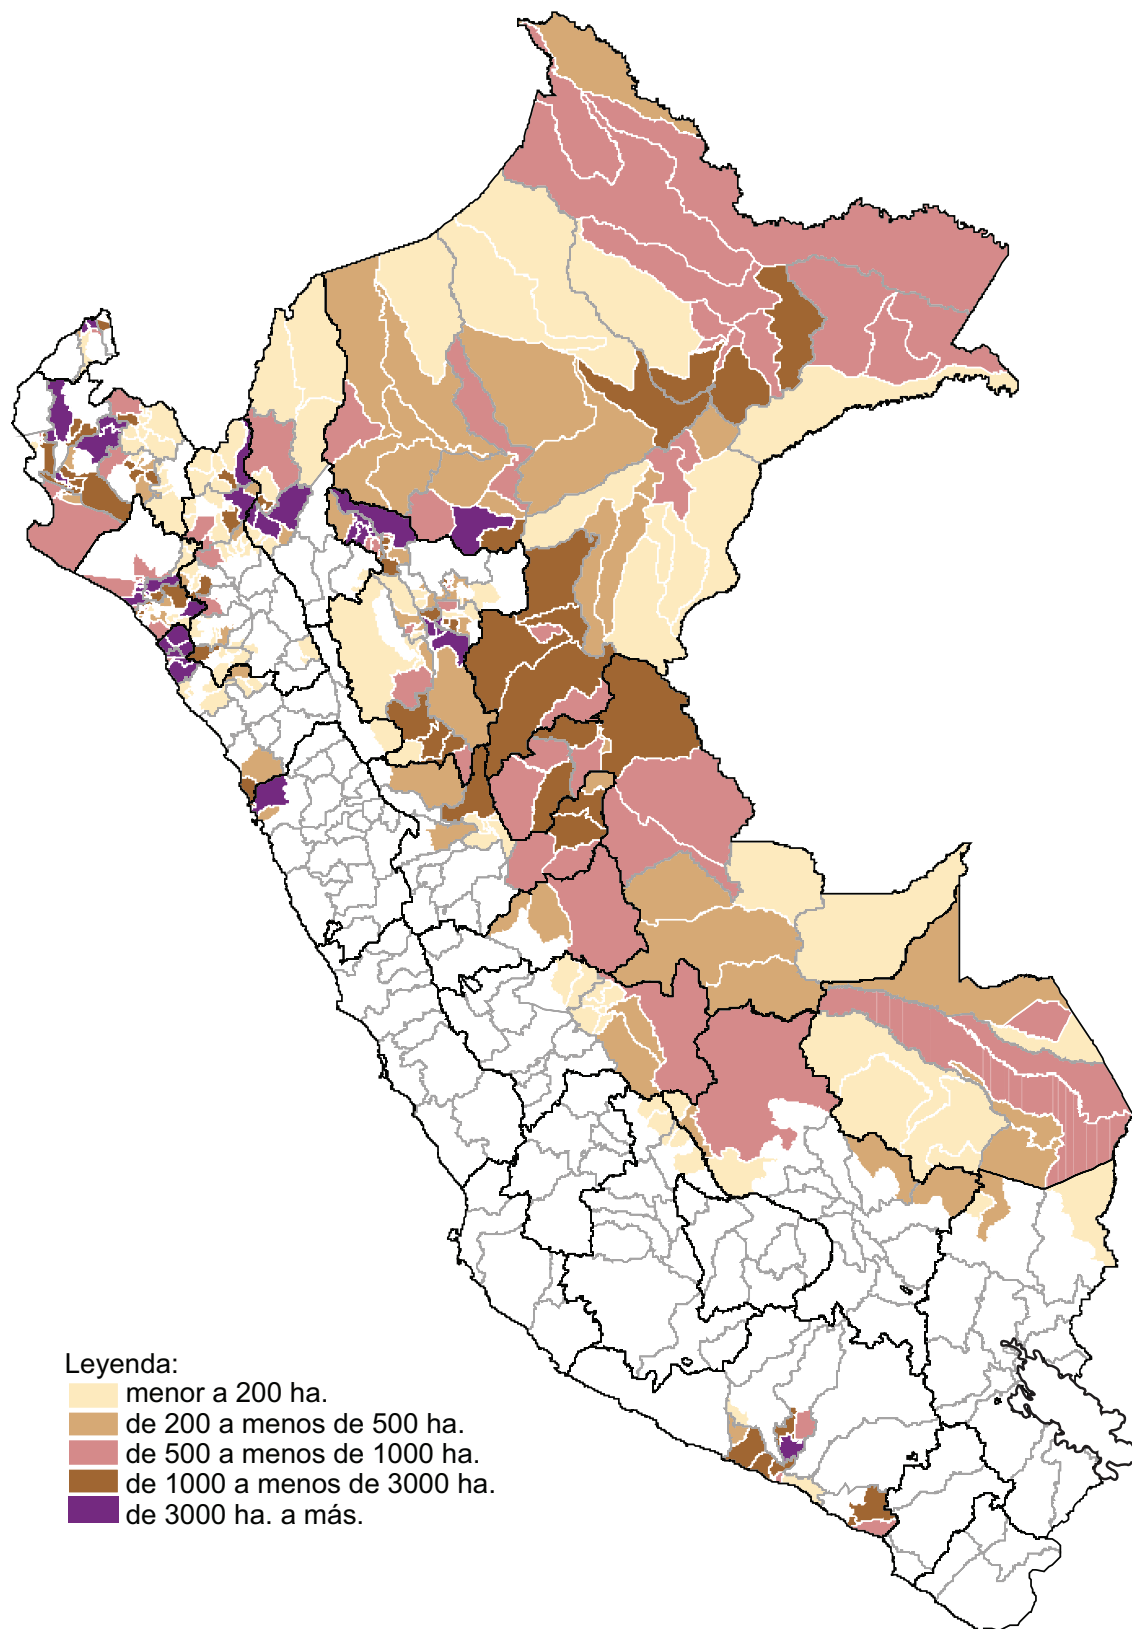 Leyenda:
menor a 200 ha.
de 200 a menos de 500 ha.
de 500 a menos de 1000 ha.
de 1000 a menos de 3000 ha.
de 3000 ha. a más.